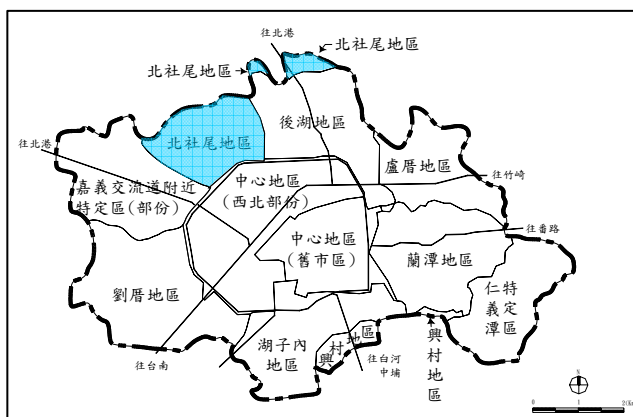 往北港
北社尾地區
北社尾地區
北社尾地區
後湖地區
往北港
盧厝地區
往竹崎
嘉義交流道附近
特定區(部份)
中心地區
(西北部份)
往番路
中心地區
(舊市區)
蘭潭地區
劉厝地區
仁義潭
特定區
湖子內
地區
興村地區
往白河
中埔
興村地區
往台南
N
0 1 2(Km